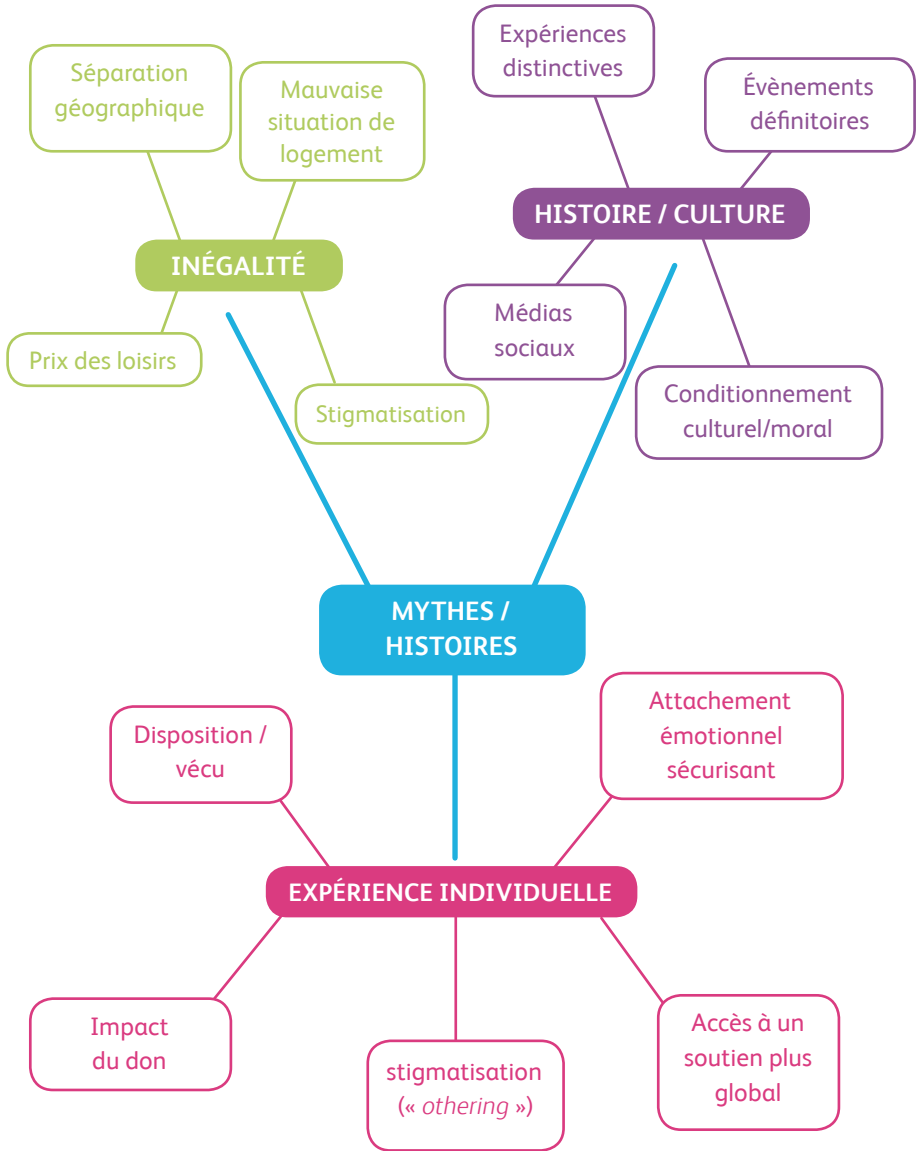 Séparation
géographique
Mauvaise
situation de
logement
INÉGALITÉ
Prix des loisirs
Stigmatisation
Expériences
distinctives
Évènements
définitoires
HISTOIRE / CULTURE
Médias
sociaux
Conditionnement
culturel/moral
MYTHES /
HISTOIRES
Disposition /
vécu
Attachement
émotionnel
sécurisant
EXPÉRIENCE INDIVIDUELLE
Impact
du don
stigmatisation
(« othering »)
Accès à un
soutien plus
global